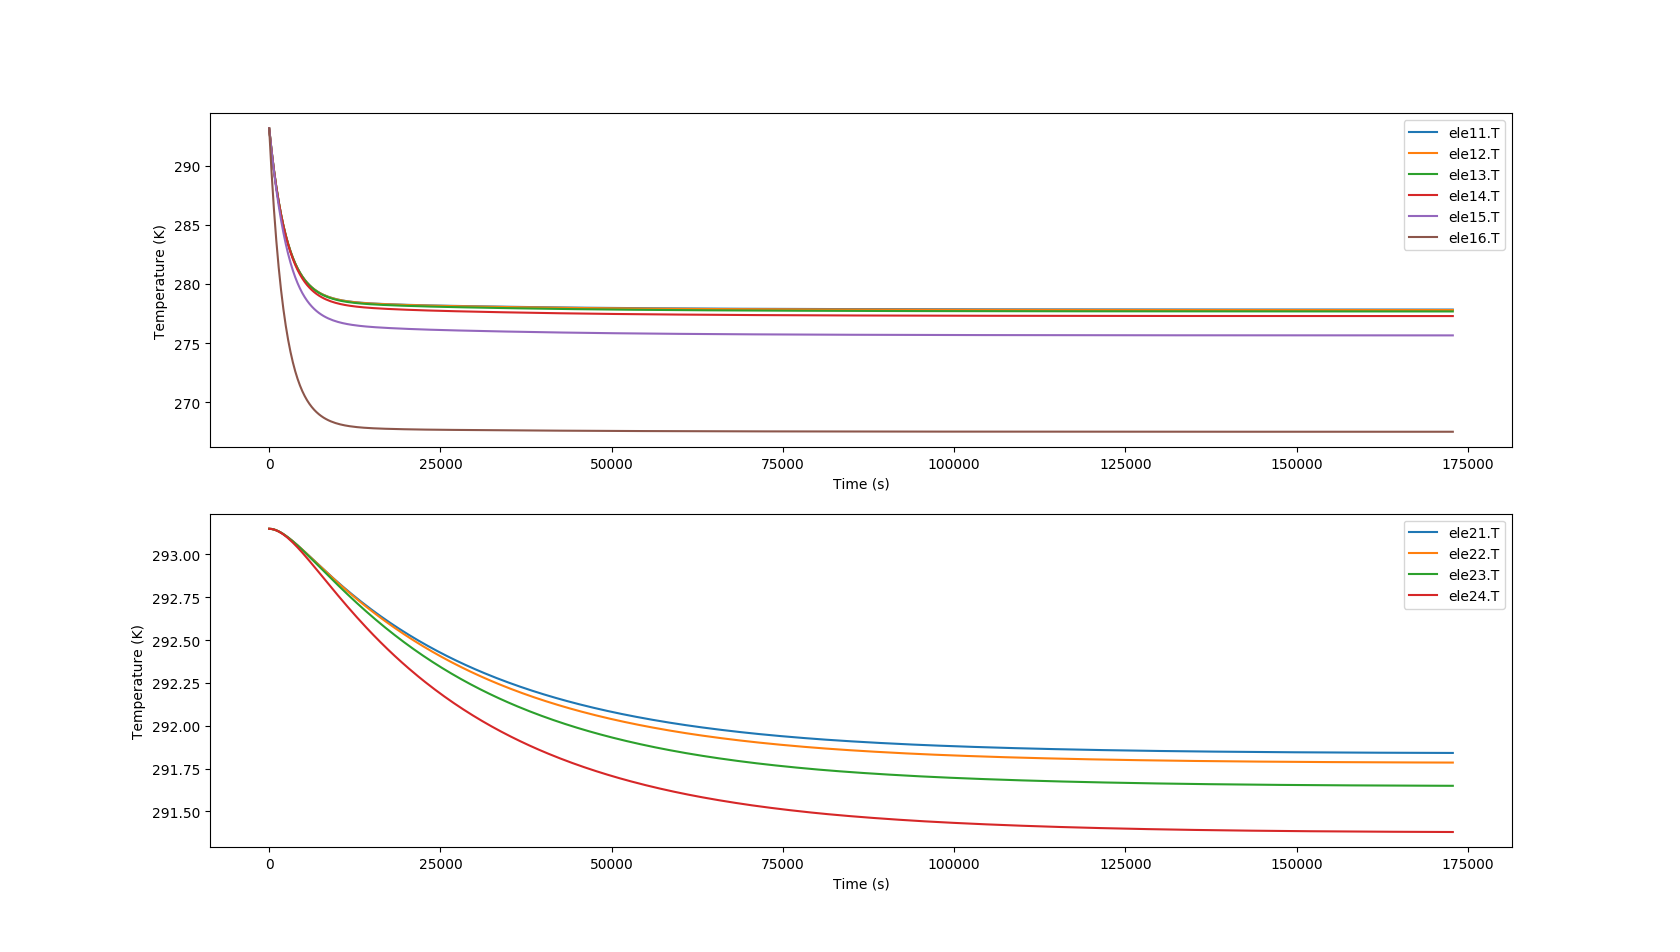 Temperature (K)
290
285
280
275
270
ele11.T
ele12.T
ele13.T
ele14.T
ele15.T
ele16.T
0 25000 50000 75000 100000 125000 150000 175000
Time (s)
Temperature (K)
293.00
292.75
292.50
292.25
292.00
291.75
291.50
ele21.T
ele22.T
ele23.T
ele24.T
0 25000 50000 75000 100000 125000 150000 175000
Time (s)